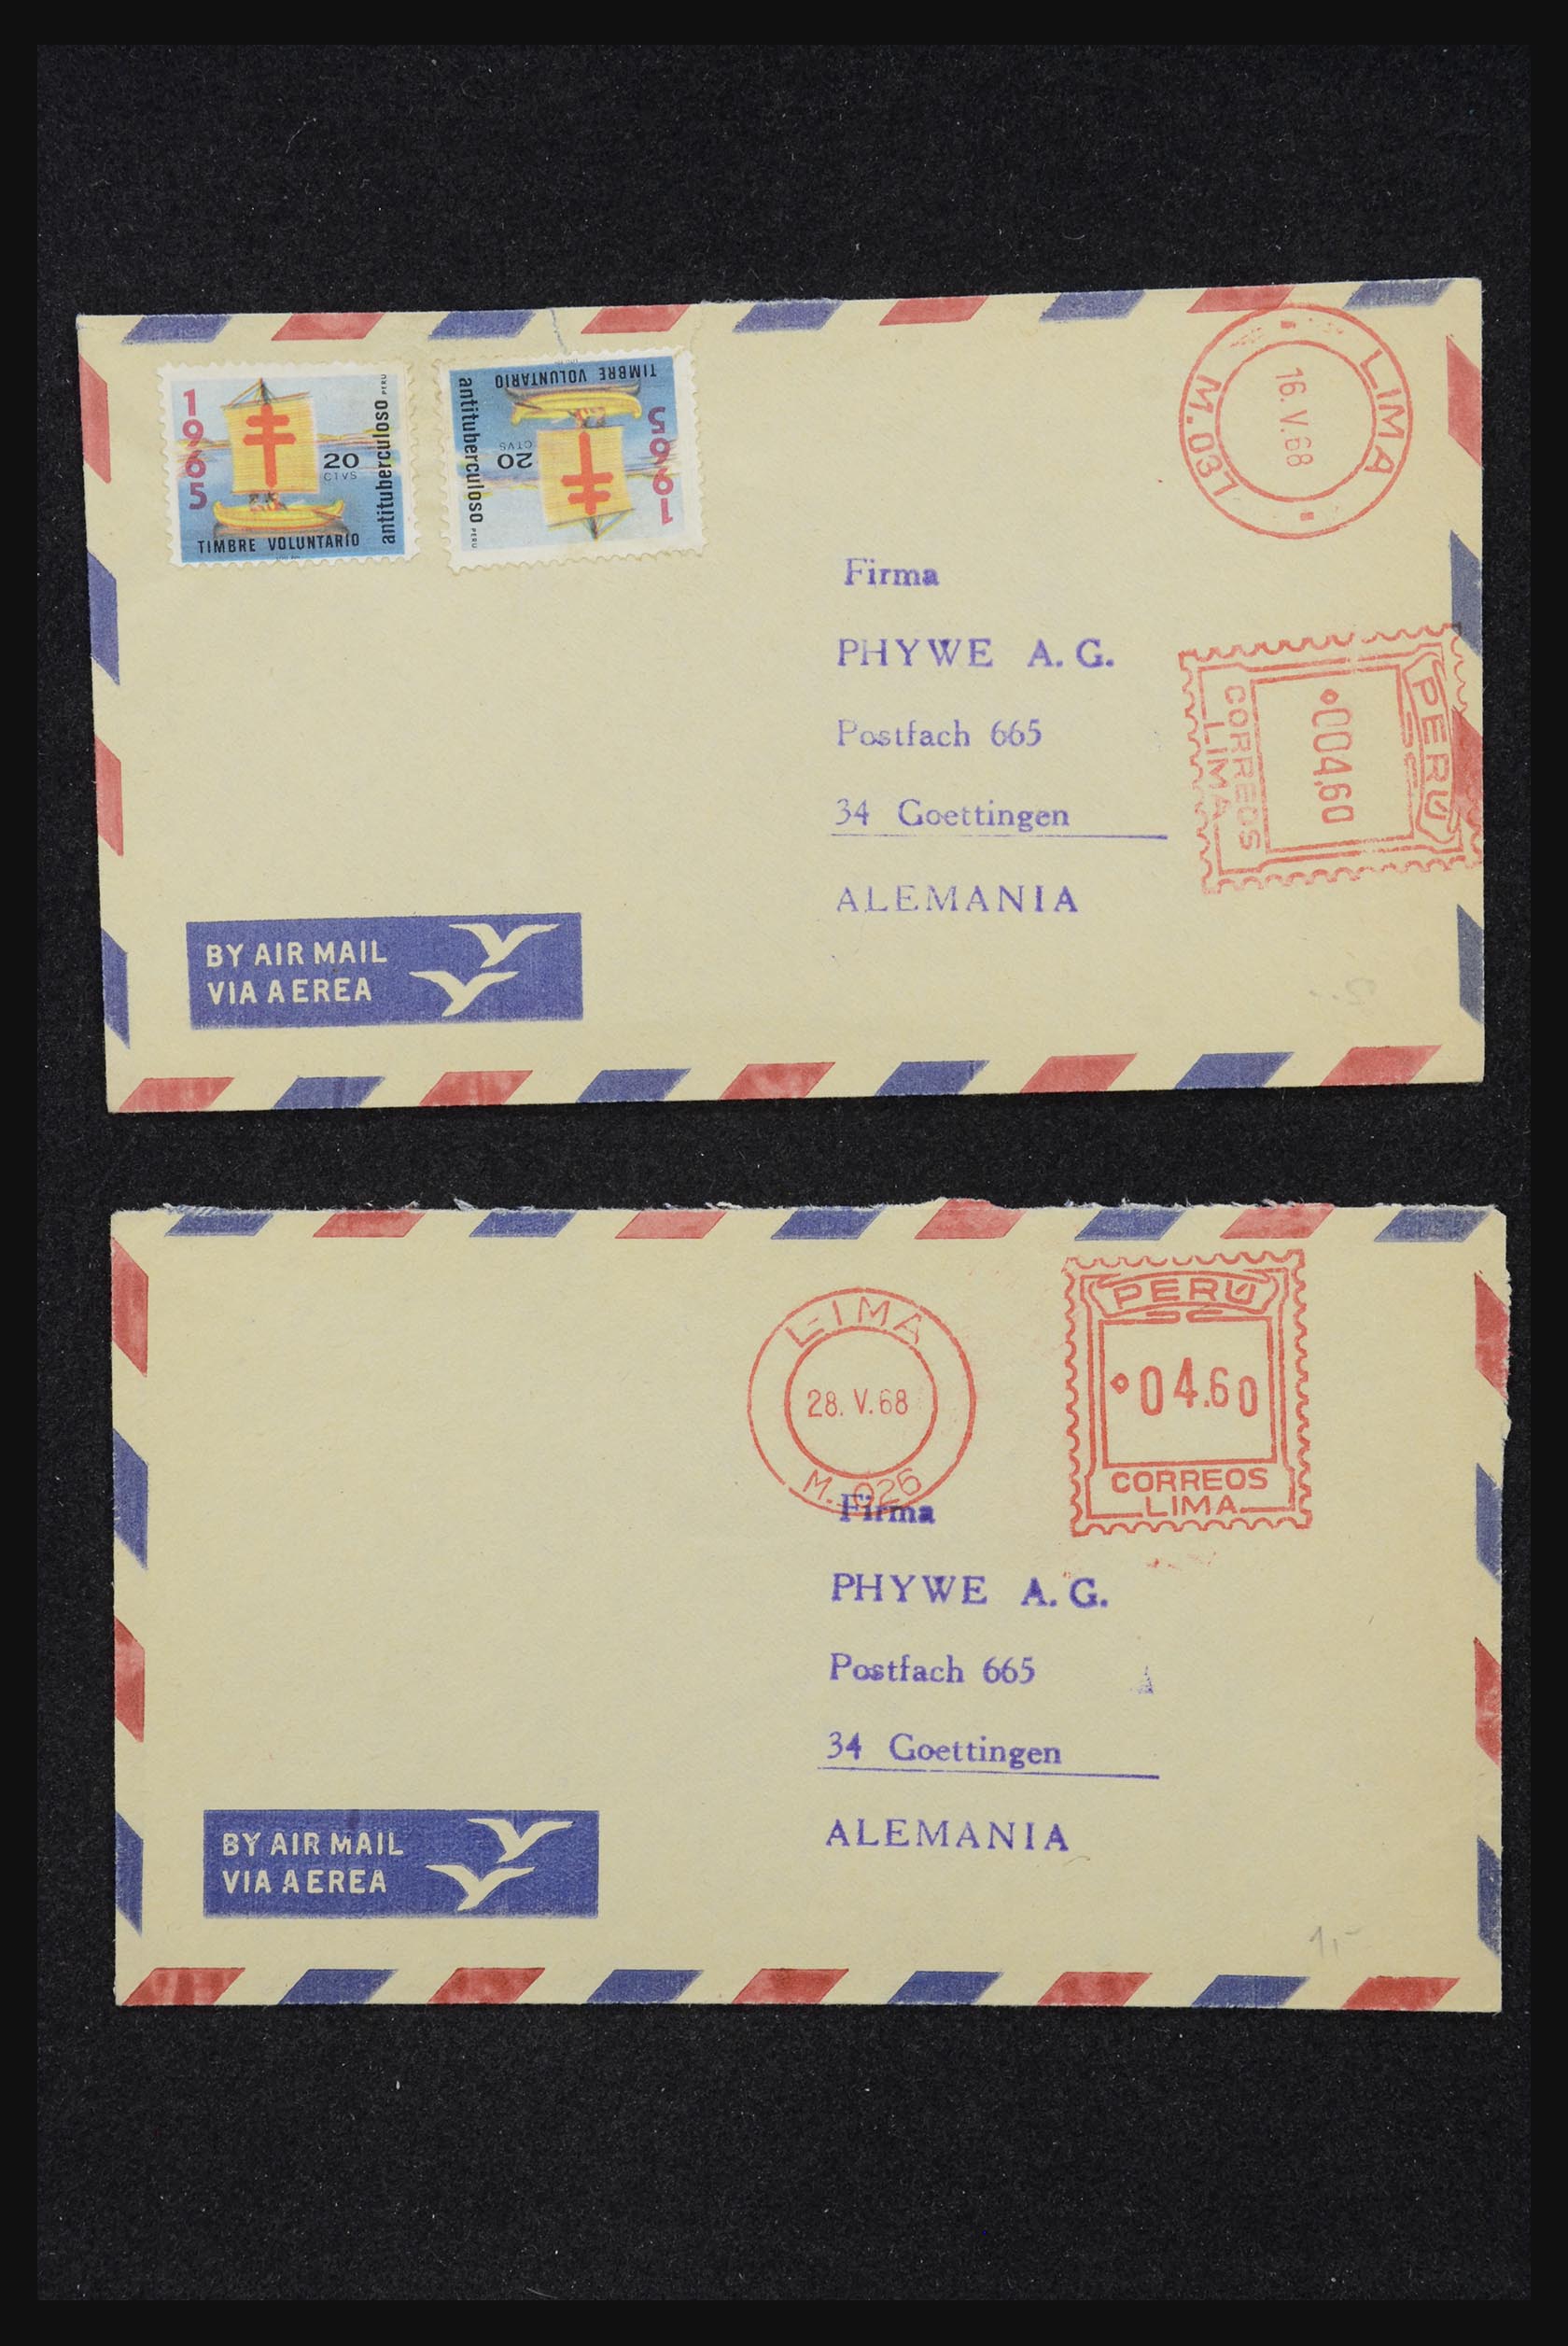 1965
20
CTVS
antituberculoso PERU
TIMBRE VOLUNTARIO
1965
20
CTVS
antituberculoso PERU
TIMBRE VOLUNTARIO
LIMA
16. V. 68
M. 030
Firma
PHYWE A. G.
Postfach 665
34 Goettingen
ALEMANIA
PERU
004,60
CORREOS
LIMA
BY AIR MAIL
VIA AEREA
LIMA
28. V. 68
M. 026
PERU
04.60
CORREOS
LIMA
Firma
PHYWE A. G.
Postfach 665
34 Goettingen
ALEMANIA
BY AIR MAIL
VIA AEREA
1,-